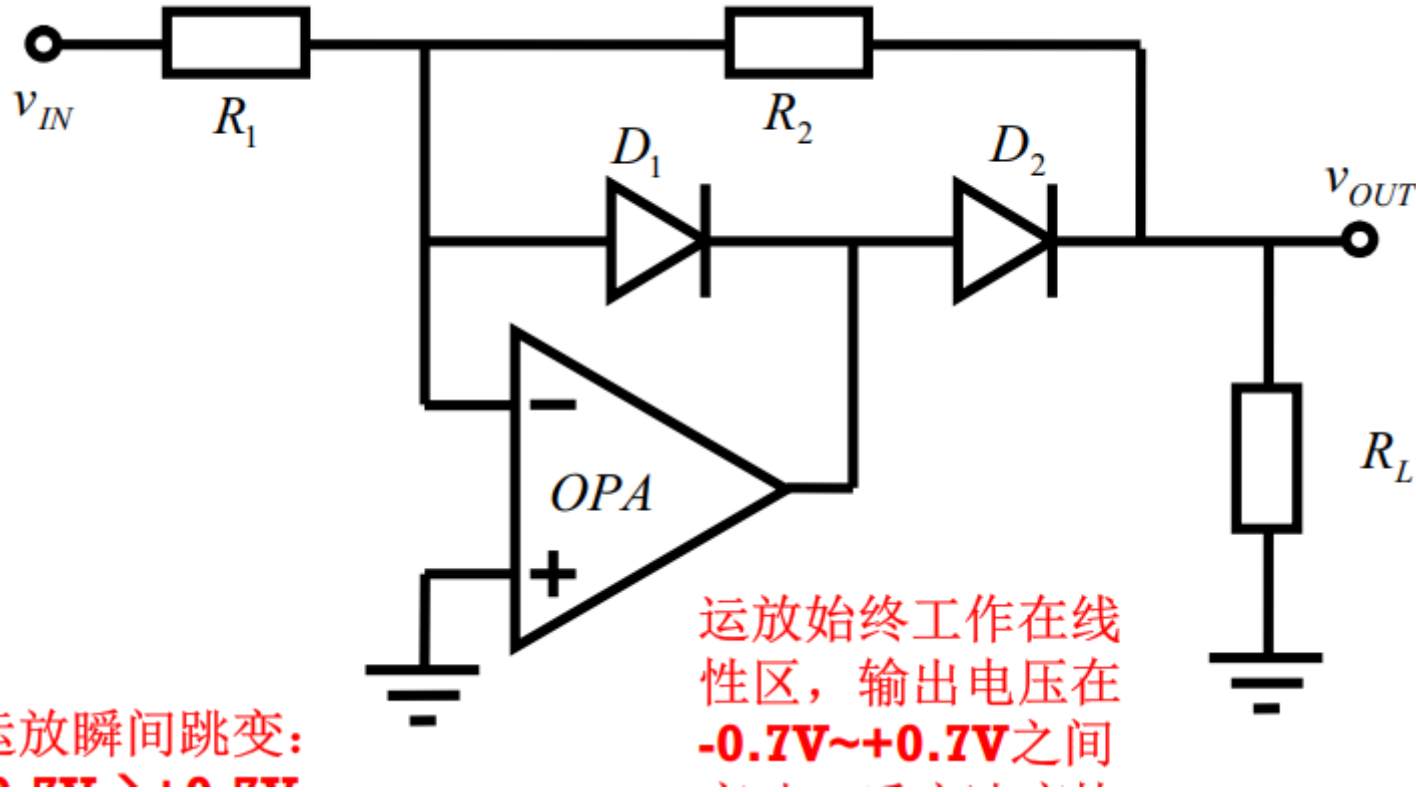 v_IN
R_1
R_2
D_1
D_2
v_OUT
OPA
R_L
运放始终工作在线
性区，输出电压在
-0.7V~+0.7V之间
运放瞬间跳变：